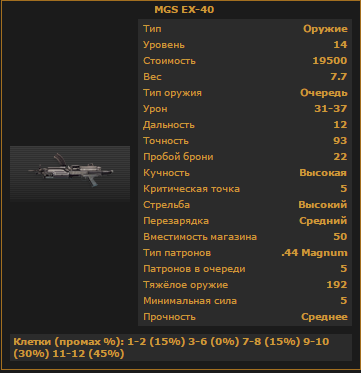 MGS EX-40
Тип Оружие
Уровень 14
Стоимость 19500
Вес 7.7
Тип оружия Очередь
Урон 31-37
Дальность 12
Точность 93
Пробой брони 22
Кучность Высокая
Критическая точка 5
Стрельба Высокий
Перезарядка Средний
Вместимость магазина 50
Тип патронов .44 Magnum
Патронов в очереди 5
Тяжёлое оружие 192
Минимальная сила 5
Прочность Среднее
Клетки (промах %): 1-2 (15%) 3-6 (0%) 7-8 (15%) 9-10
(30%) 11-12 (45%)